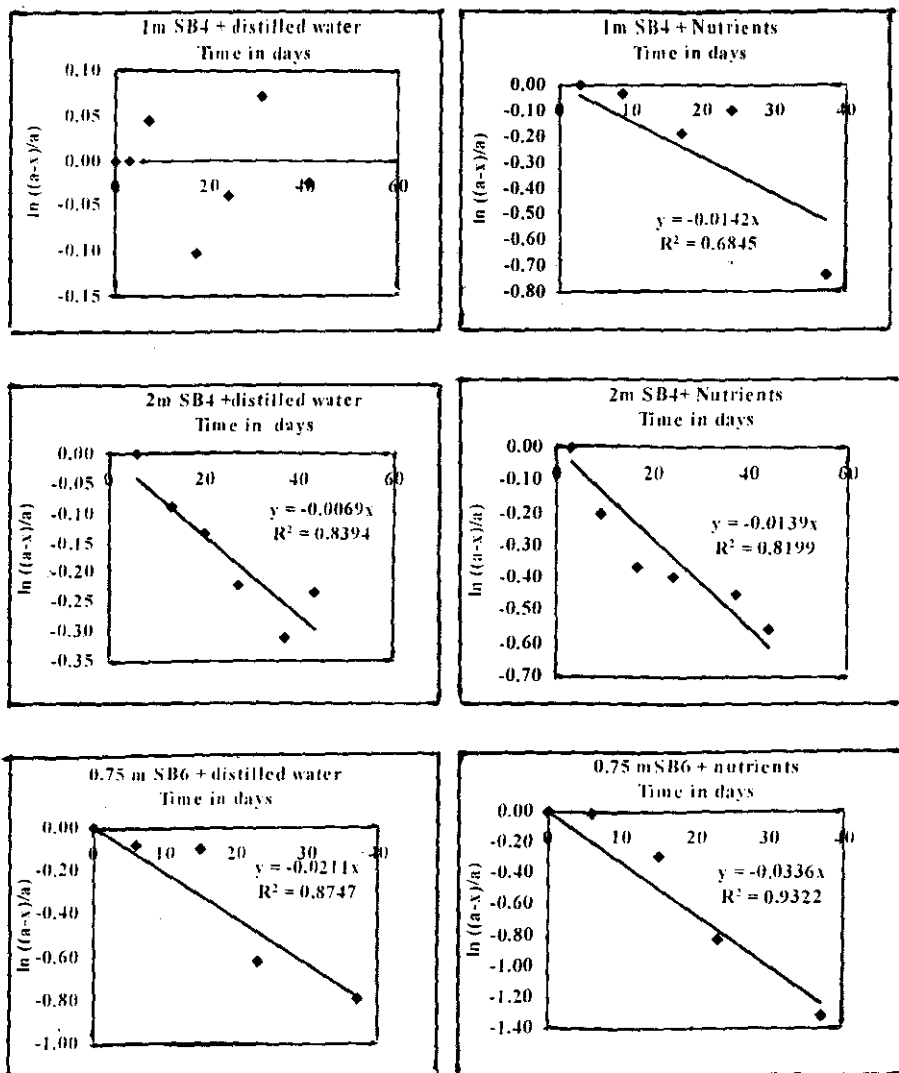 1m SB4 + distilled water
Time in days
0.10
0.05
0.00
-0.05
-0.10
-0.15
0 20 40 60
ln ((a-x)/a)
1m SB4 + Nutrients
Time in days
0.00
-0.10
-0.20
-0.30
-0.40
-0.50
-0.60
-0.70
-0.80
0 10 20 30 40
ln ((a-x)/a)
y = -0.0142x
R² = 0.6845
2m SB4 +distilled water
Time in days
0.00
-0.05
-0.10
-0.15
-0.20
-0.25
-0.30
-0.35
0 20 40 60
ln ((a-x)/a)
y = -0.0069x
R² = 0.8394
2m SB4+ Nutrients
Time in days
0.00
-0.10
-0.20
-0.30
-0.40
-0.50
-0.60
-0.70
0 20 40 60
ln ((a-x)/a)
y = -0.0139x
R² = 0.8199
0.75 m SB6 + distilled water
Time in days
0.00
-0.20
-0.40
-0.60
-0.80
-1.00
0 10 20 30 40
ln ((a-x)/a)
y = -0.0211x
R² = 0.8747
0.75 mSB6 + nutrients
Time in days
0.00
-0.20
-0.40
-0.60
-0.80
-1.00
-1.20
-1.40
0 10 20 30 40
ln ((a-x)/a)
y = -0.0336x
R² = 0.9322